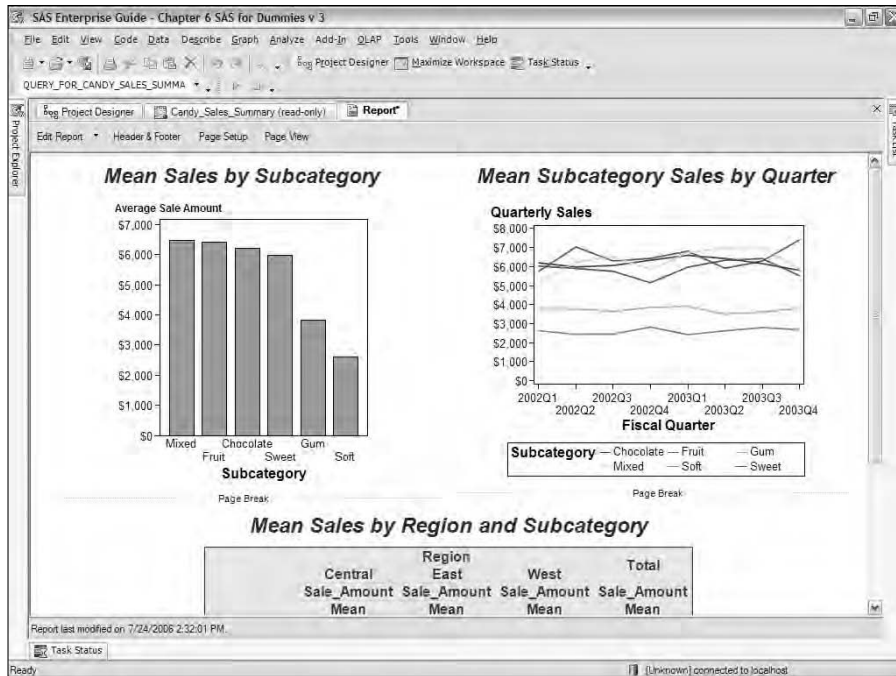 SAS Enterprise Guide - Chapter 6 SAS for Dummies v 3
File Edit View Code Data Describe Graph Analyze Add-In OLAP Tools Window Help
Project Designer Maximize Workspace Task Status
QUERY_FOR_CANDY_SALES_SUMMA
Project Explorer
Task List
Project Designer Candy_Sales_Summary (read-only) Report*
Edit Report Header & Footer Page Setup Page View
Mean Sales by Subcategory
Average Sale Amount
$7,000
$6,000
$5,000
$4,000
$3,000
$2,000
$1,000
$0
Mixed Chocolate Gum
Fruit Sweet Soft
Subcategory
Page Break
Mean Subcategory Sales by Quarter
Quarterly Sales
$8,000
$7,000
$6,000
$5,000
$4,000
$3,000
$2,000
$1,000
$0
2002Q1 2002Q3 2003Q1 2003Q3
2002Q2 2002Q4 2003Q2 2003Q4
Fiscal Quarter
Subcategory Chocolate Fruit Gum
Mixed Soft Sweet
Page Break
Mean Sales by Region and Subcategory
Region
Total
Central East West
Sale_Amount Sale_Amount Sale_Amount Sale_Amount
Mean Mean Mean Mean
Report last modified on 7/24/2006 2:32:01 PM.
Task Status
Ready
[Unknown] connected to localhost